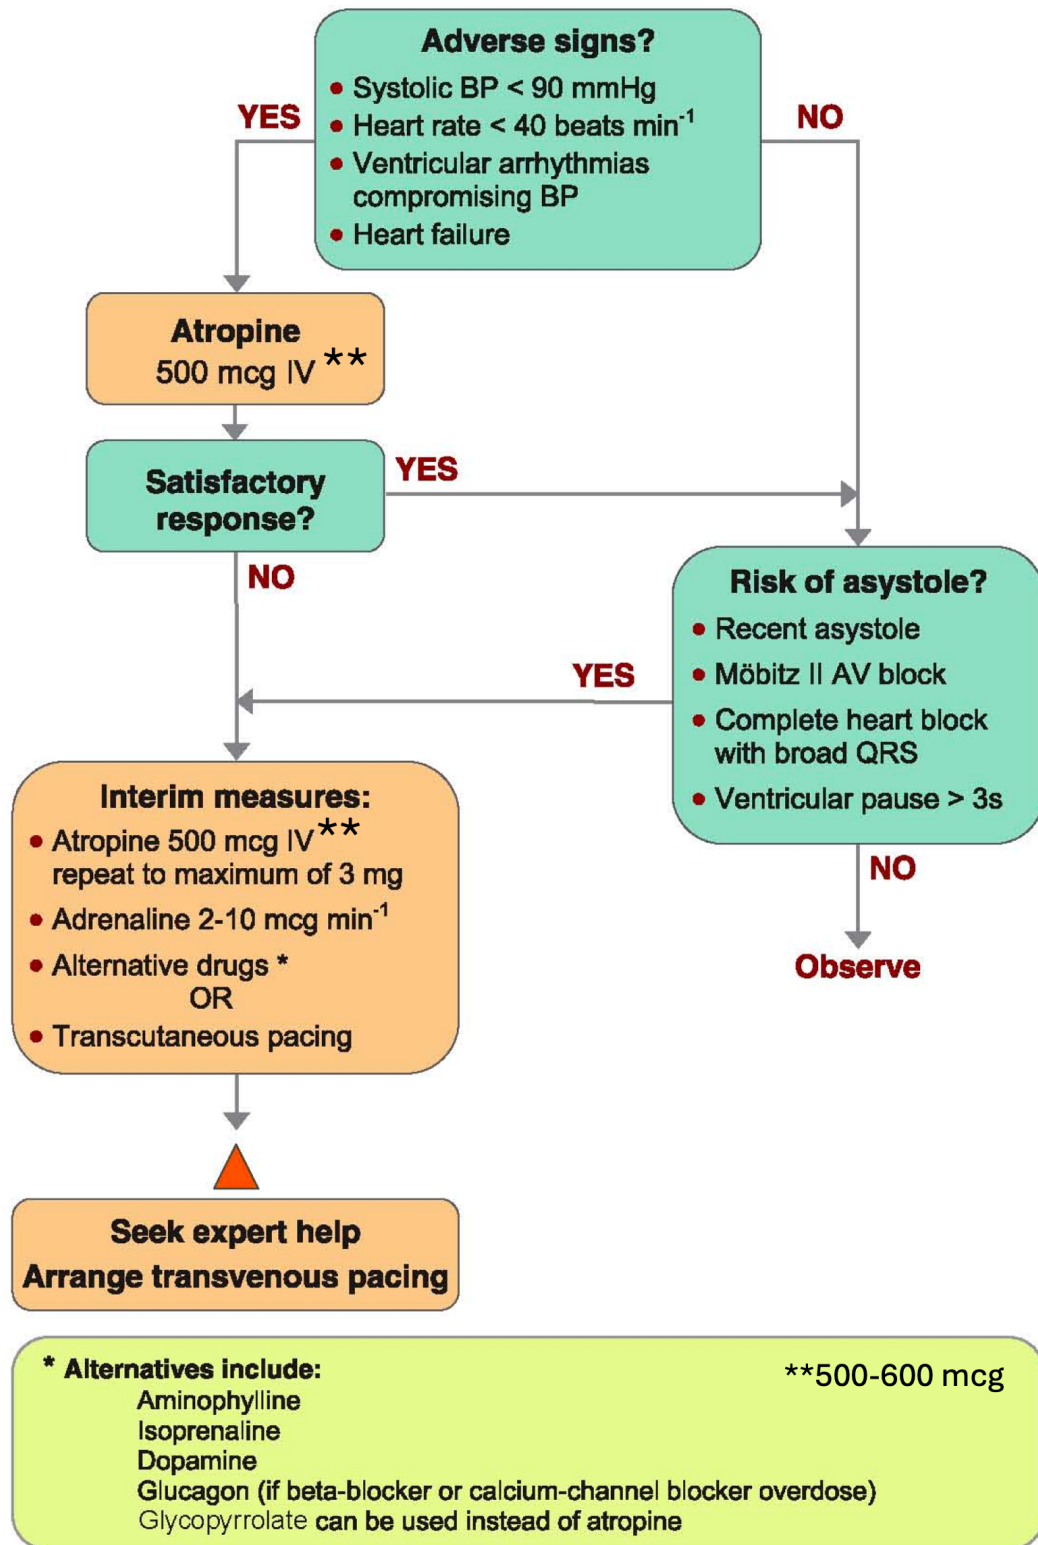 Adverse signs?
• Systolic BP < 90 mmHg
• Heart rate < 40 beats min⁻¹
• Ventricular arrhythmias
compromising BP
• Heart failure
YES
NO
Atropine
500 mcg IV **
Satisfactory
response?
YES
NO
Risk of asystole?
• Recent asystole
• Möbitz II AV block
• Complete heart block
with broad QRS
• Ventricular pause > 3s
YES
NO
Observe
Interim measures:
• Atropine 500 mcg IV **
repeat to maximum of 3 mg
• Adrenaline 2-10 mcg min⁻¹
• Alternative drugs *
OR
• Transcutaneous pacing
Seek expert help
Arrange transvenous pacing
* Alternatives include:
Aminophylline
Isoprenaline
Dopamine
Glucagon (if beta-blocker or calcium-channel blocker overdose)
Glycopyrrolate can be used instead of atropine
**500-600 mcg